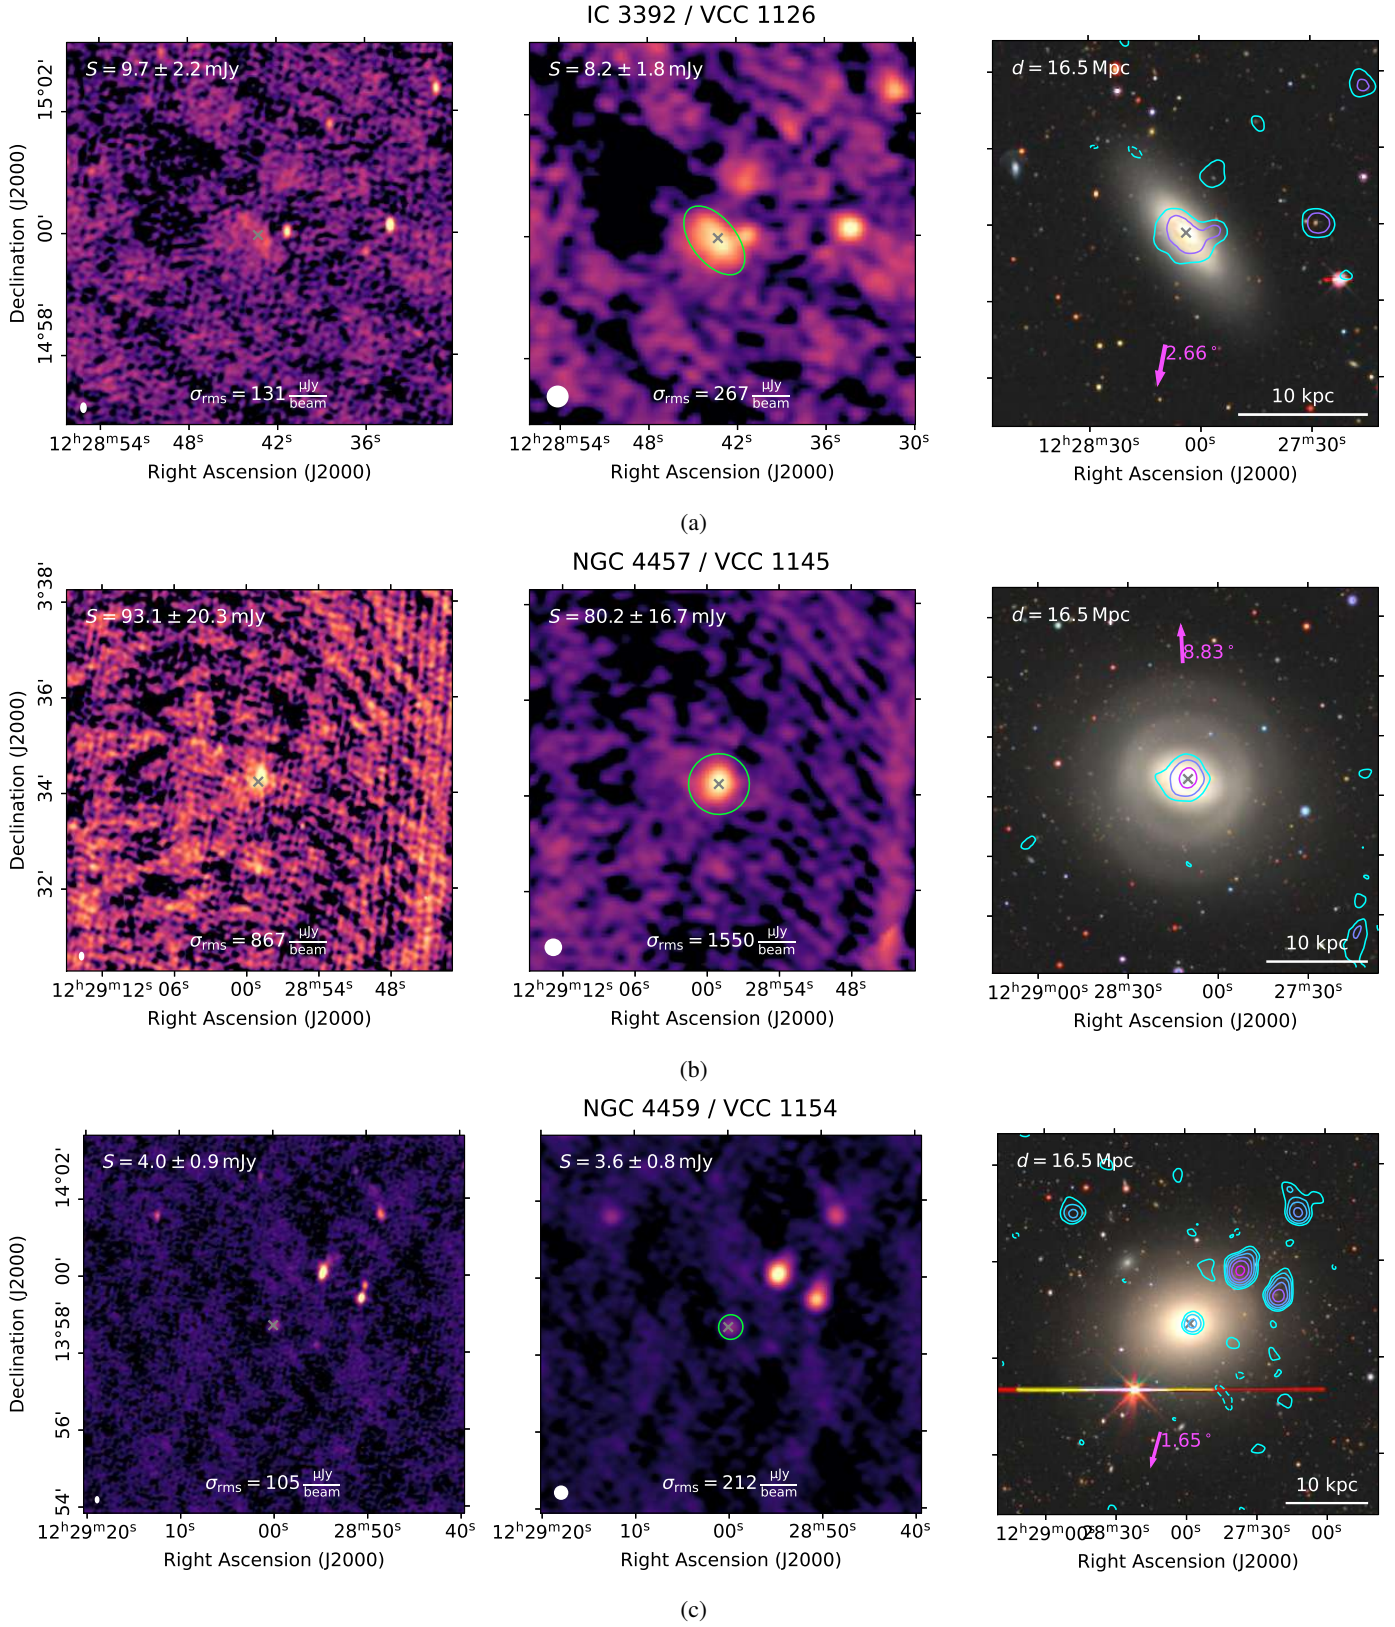 IC 3392 / VCC 1126
S = 9.7 ± 2.2 mJy
S = 8.2 ± 1.8 mJy
d = 16.5 Mpc
Declination (J2000)
15°02'
00'
14°58'
2.66°
σrms = 131 μJy/beam
σrms = 267 μJy/beam
10 kpc
12ʰ28ᵐ54ˢ 48ˢ 42ˢ 36ˢ
12ʰ28ᵐ54ˢ 48ˢ 42ˢ 36ˢ 30ˢ
12ʰ28ᵐ30ˢ 00ˢ 27ᵐ30ˢ
Right Ascension (J2000)
Right Ascension (J2000)
Right Ascension (J2000)
(a)
NGC 4457 / VCC 1145
S = 93.1 ± 20.3 mJy
S = 80.2 ± 16.7 mJy
d = 16.5 Mpc
Declination (J2000)
3°38'
36'
34'
32'
8.83°
σrms = 867 μJy/beam
σrms = 1550 μJy/beam
10 kpc
12ʰ29ᵐ12ˢ 06ˢ 00ˢ 28ᵐ54ˢ 48ˢ
12ʰ29ᵐ12ˢ 06ˢ 00ˢ 28ᵐ54ˢ 48ˢ
12ʰ29ᵐ00ˢ 28ᵐ30ˢ 00ˢ 27ᵐ30ˢ
Right Ascension (J2000)
Right Ascension (J2000)
Right Ascension (J2000)
(b)
NGC 4459 / VCC 1154
S = 4.0 ± 0.9 mJy
S = 3.6 ± 0.8 mJy
d = 16.5 Mpc
Declination (J2000)
14°02'
00'
13°58'
56'
54'
1.65°
σrms = 105 μJy/beam
σrms = 212 μJy/beam
10 kpc
12ʰ29ᵐ20ˢ 10ˢ 00ˢ 28ᵐ50ˢ 40ˢ
12ʰ29ᵐ20ˢ 10ˢ 00ˢ 28ᵐ50ˢ 40ˢ
12ʰ29ᵐ00ˢ 28ᵐ30ˢ 00ˢ 27ᵐ30ˢ 00ˢ
Right Ascension (J2000)
Right Ascension (J2000)
Right Ascension (J2000)
(c)